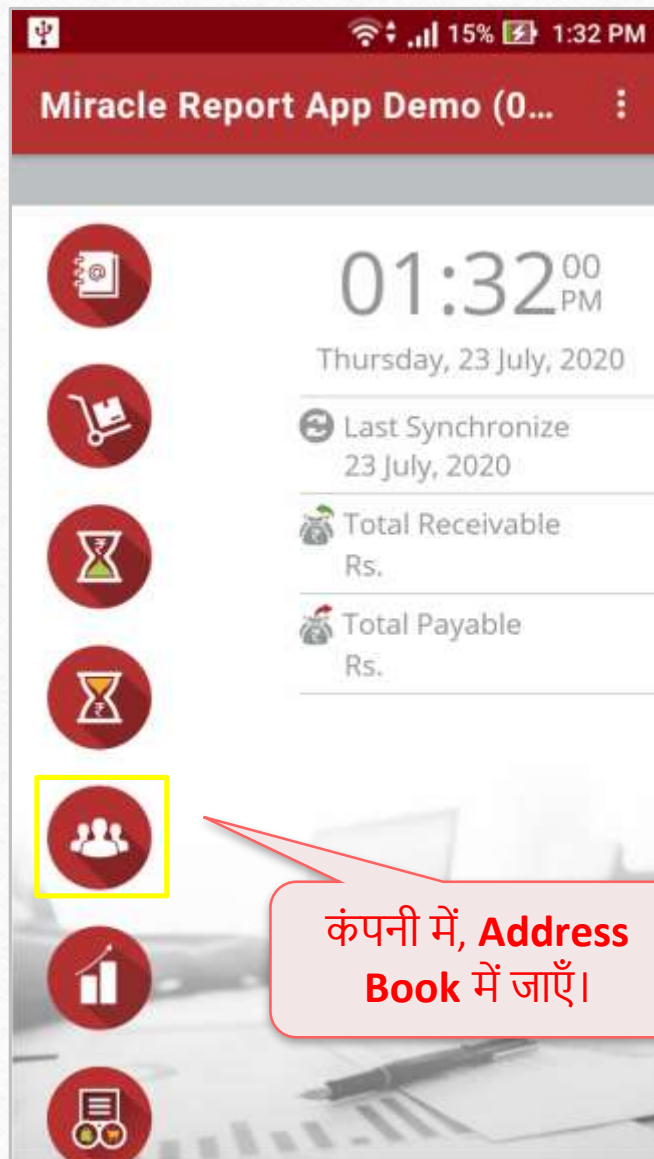 15% 1:32 PM
Miracle Report App Demo (0...
01:32 00 PM
Thursday, 23 July, 2020
Last Synchronize
23 July, 2020
Total Receivable
Rs.
Total Payable
Rs.
कंपनी में, Address
Book में जाएँ।